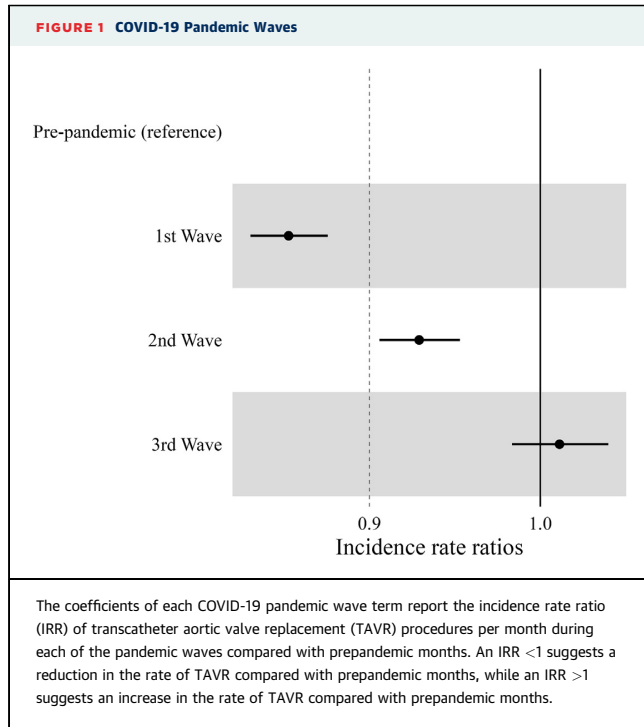 FIGURE 1 COVID-19 Pandemic Waves
Pre-pandemic (reference)
1st Wave
2nd Wave
3rd Wave
0.9 1.0
Incidence rate ratios
The coefficients of each COVID-19 pandemic wave term report the incidence rate ratio
(IRR) of transcatheter aortic valve replacement (TAVR) procedures per month during
each of the pandemic waves compared with prepandemic months. An IRR <1 suggests a
reduction in the rate of TAVR compared with prepandemic months, while an IRR >1
suggests an increase in the rate of TAVR compared with prepandemic months.